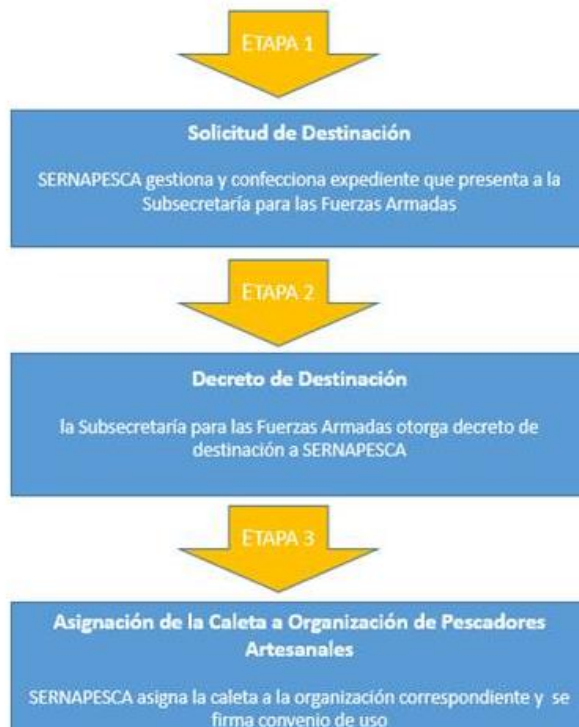 ETAPA 1
Solicitud de Destinación
SERNAPESCA gestiona y confecciona expediente que presenta a la
Subsecretaría para las Fuerzas Armadas
ETAPA 2
Decreto de Destinación
la Subsecretaría para las Fuerzas Armadas otorga decreto de
destinación a SERNAPESCA
ETAPA 3
Asignación de la Caleta a Organización de Pescadores
Artesanales
SERNAPESCA asigna la caleta a la organización correspondiente y se
firma convenio de uso